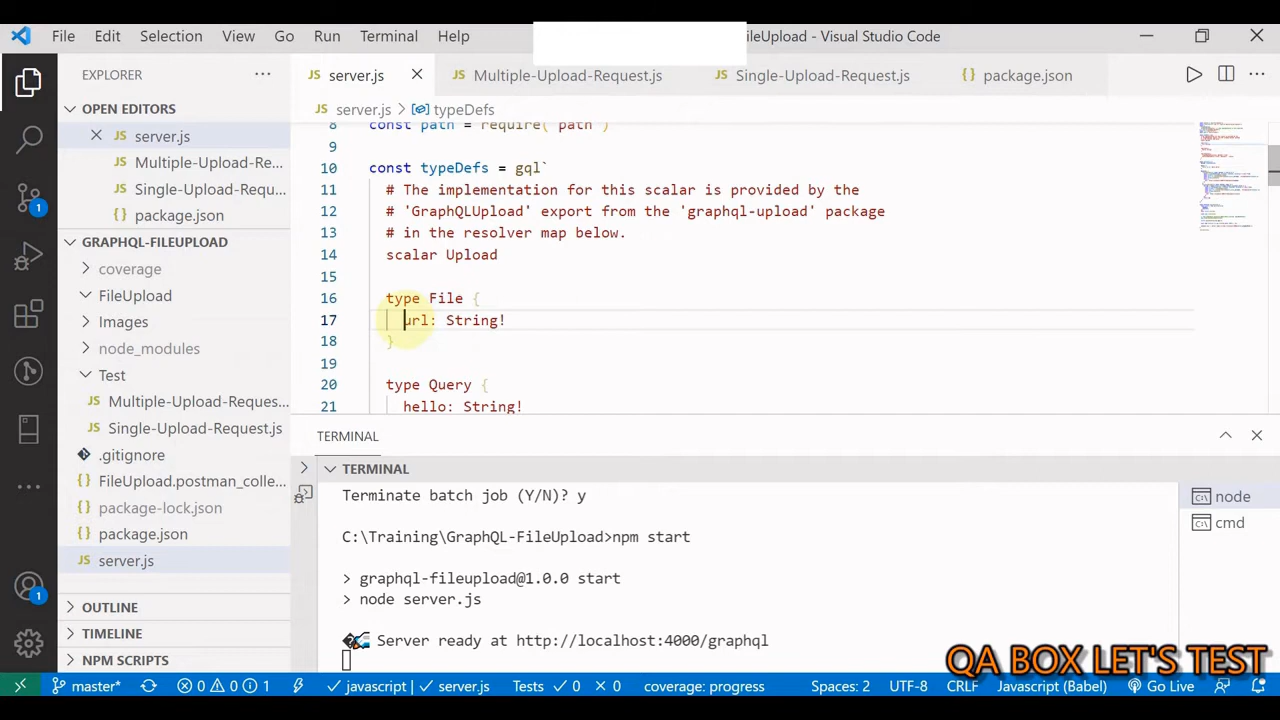 File Edit Selection View Go Run Terminal Help
ileUpload - Visual Studio Code
EXPLORER
server.js
Multiple-Upload-Request.js
Single-Upload-Request.js
package.json
OPEN EDITORS
server.js
Multiple-Upload-Re...
Single-Upload-Requ...
package.json
GRAPHQL-FILEUPLOAD
coverage
FileUpload
Images
node_modules
Test
Multiple-Upload-Reques...
Single-Upload-Request.js
.gitignore
FileUpload.postman_colle...
package-lock.json
package.json
server.js
OUTLINE
TIMELINE
NPM SCRIPTS
1
1
server.js > typeDefs
8 const path = require('path')
9
10 const typeDefs = gql`
11 # The implementation for this scalar is provided by the
12 # 'GraphQLUpload' export from the 'graphql-upload' package
13 # in the resolver map below.
14 scalar Upload
15
16 type File {
17 url: String!
18 }
19
20 type Query {
21 hello: String!
TERMINAL
TERMINAL
Terminate batch job (Y/N)? y
C:\Training\GraphQL-FileUpload>npm start
> graphql-fileupload@1.0.0 start
> node server.js
Server ready at http://localhost:4000/graphql
node
cmd
QA BOX LET'S TEST
master* 0 0 1 javascript | server.js Tests 0 0 coverage: progress Spaces: 2 UTF-8 CRLF Javascript (Babel) Go Live